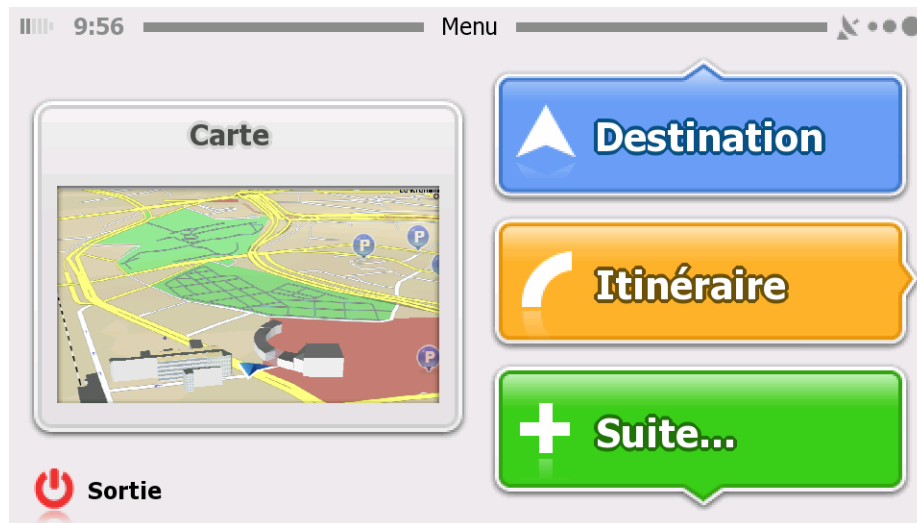 9:56 Menu
Carte
P
P
P
Destination
Itinéraire
Suite...
Sortie